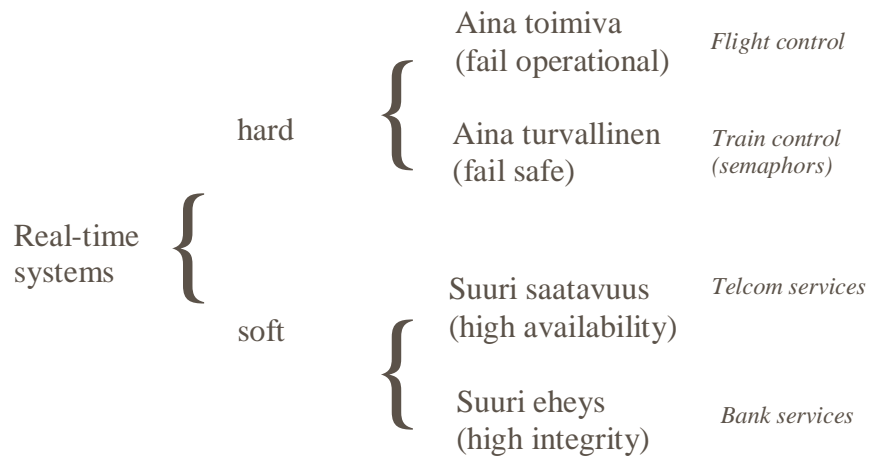 Real-time
systems
hard
Aina toimiva
(fail operational)
Flight control
Aina turvallinen
(fail safe)
Train control
(semaphors)
soft
Suuri saatavuus
(high availability)
Telcom services
Suuri eheys
(high integrity)
Bank services